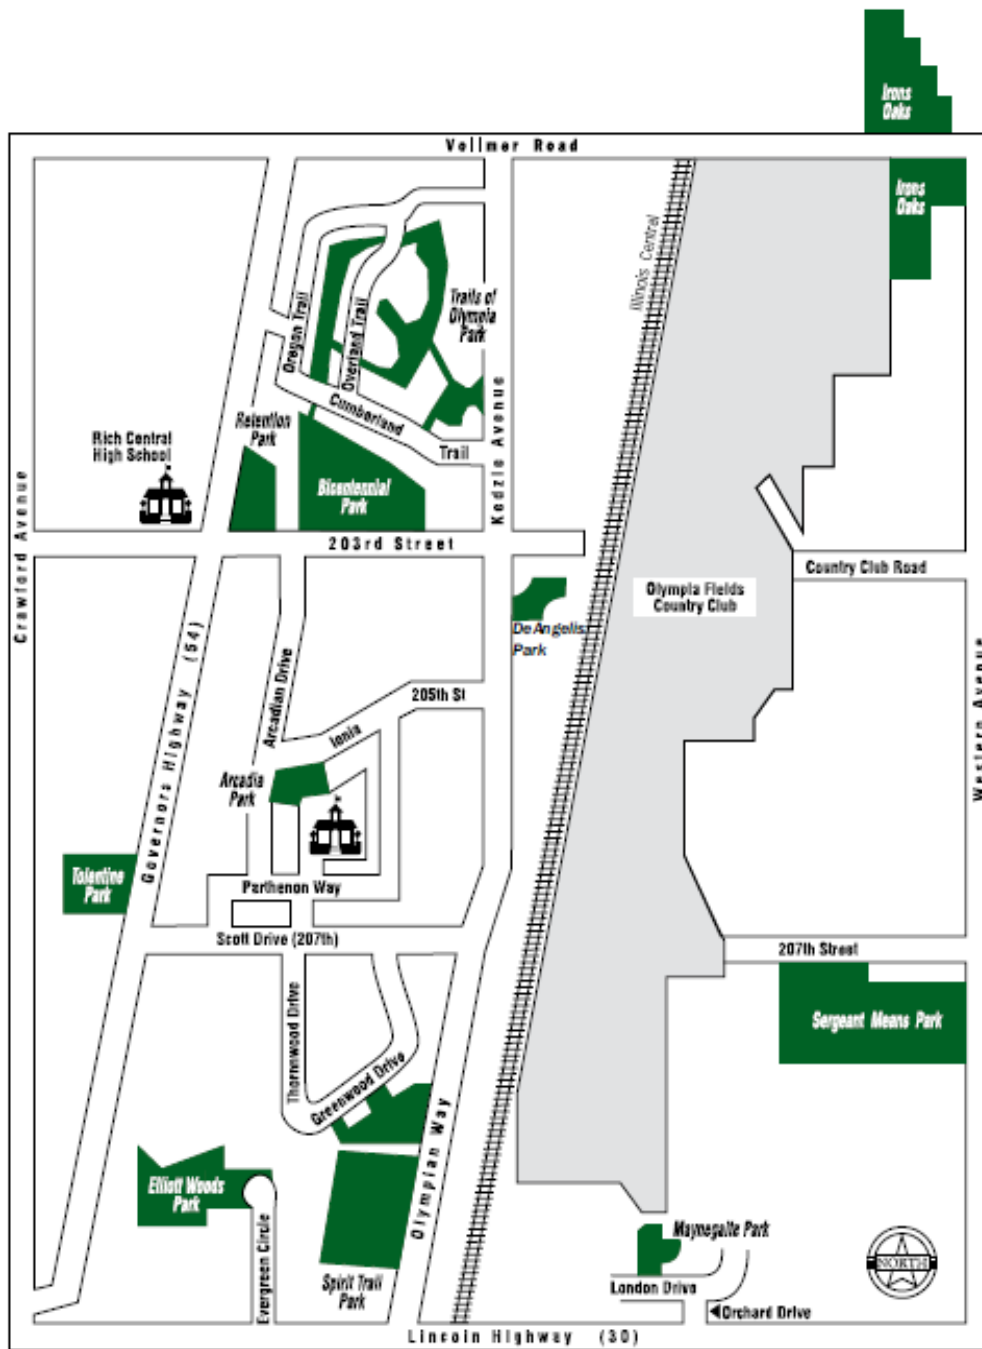 Irons
Oaks
Vollmer Road
Irons
Oaks
Illinois Central
Trails of
Olympia
Park
Oregon Trail
Overland Trail
Cumberland
Trail
Kedzie Avenue
Retention
Park
Rich Central
High School
Bicentennial
Park
Crawford Avenue
203rd Street
Country Club Road
Olympia Fields
Country Club
De Angelis
Park
Governors Highway (54)
Arcadian Drive
205th St
Ionia
Western Avenue
Arcadia
Park
Tolentine
Park
Parthenon Way
Scott Drive (207th)
207th Street
Sergeant Means Park
Thornwood Drive
Greenwood Drive
Olympian Way
Elliott Woods
Park
Evergreen Circle
Spirit Trail
Park
Maynegaite Park
NORTH
London Drive
Orchard Drive
Lincoln Highway (30)